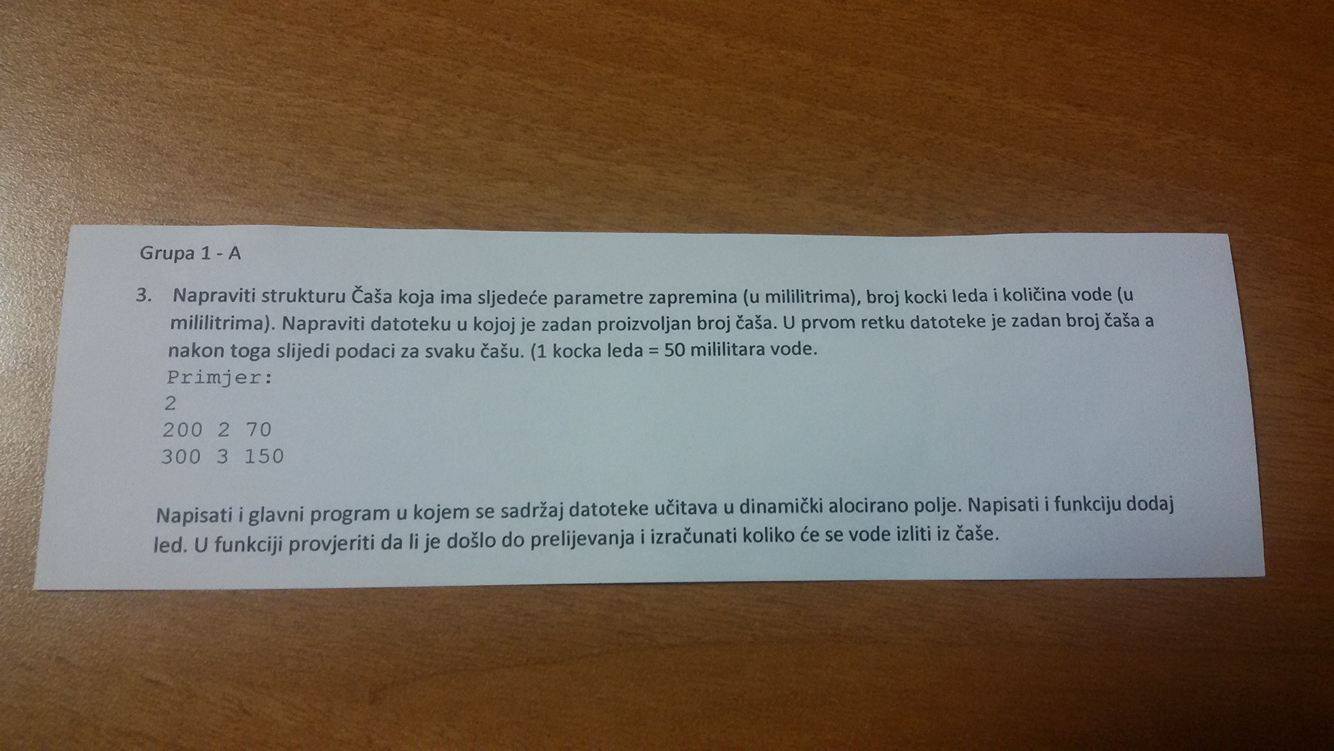 Grupa 1 - A
3. Napraviti strukturu Čaša koja ima sljedeće parametre zapremina (u mililitrima), broj kocki leda i količina vode (u
mililitrima). Napraviti datoteku u kojoj je zadan proizvoljan broj čaša. U prvom retku datoteke je zadan broj čaša a
nakon toga slijedi podaci za svaku čašu. (1 kocka leda = 50 mililitara vode.
Primjer:
2
200 2 70
300 3 150
Napisati i glavni program u kojem se sadržaj datoteke učitava u dinamički alocirano polje. Napisati i funkciju dodaj
led. U funkciji provjeriti da li je došlo do prelijevanja i izračunati koliko će se vode izliti iz čaše.